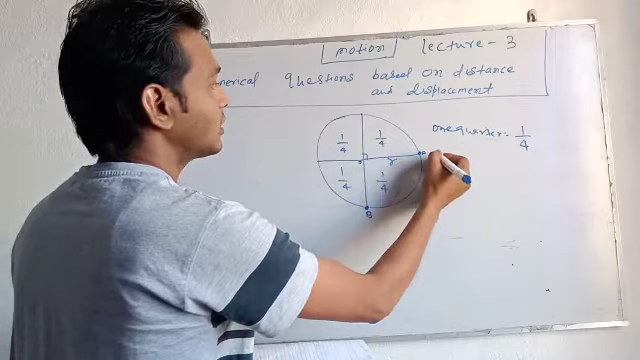 motion lecture - 3
Questions based on distance
and displacement
1/4 1/4
one quarter = 1/4
r
1/4 1/4
B